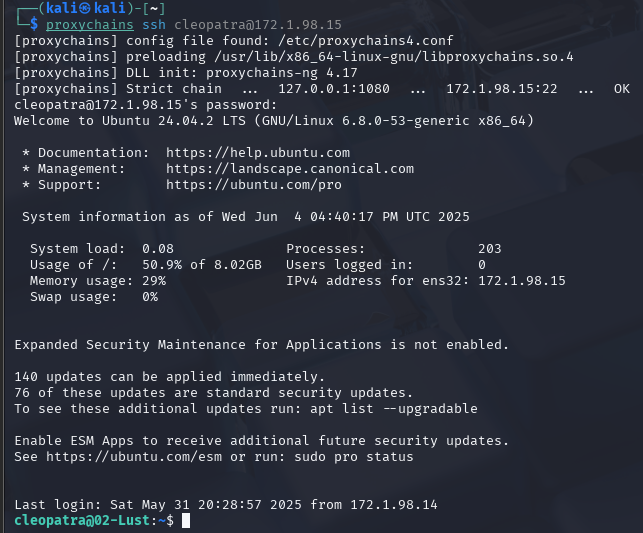 ┌──(kali㉿kali)-[~]
└─$ proxychains ssh cleopatra@172.1.98.15
[proxychains] config file found: /etc/proxychains4.conf
[proxychains] preloading /usr/lib/x86_64-linux-gnu/libproxychains.so.4
[proxychains] DLL init: proxychains-ng 4.17
[proxychains] Strict chain  ...  127.0.0.1:1080  ...  172.1.98.15:22  ...  OK
cleopatra@172.1.98.15's password:
Welcome to Ubuntu 24.04.2 LTS (GNU/Linux 6.8.0-53-generic x86_64)

 * Documentation:  https://help.ubuntu.com
 * Management:     https://landscape.canonical.com
 * Support:        https://ubuntu.com/pro

 System information as of Wed Jun  4 04:40:17 PM UTC 2025

  System load:  0.08              Processes:              203
  Usage of /:   50.9% of 8.02GB   Users logged in:        0
  Memory usage: 29%               IPv4 address for ens32: 172.1.98.15
  Swap usage:   0%

Expanded Security Maintenance for Applications is not enabled.

140 updates can be applied immediately.
76 of these updates are standard security updates.
To see these additional updates run: apt list --upgradable

Enable ESM Apps to receive additional future security updates.
See https://ubuntu.com/esm or run: sudo pro status

Last login: Sat May 31 20:28:57 2025 from 172.1.98.14
cleopatra@02-Lust:~$